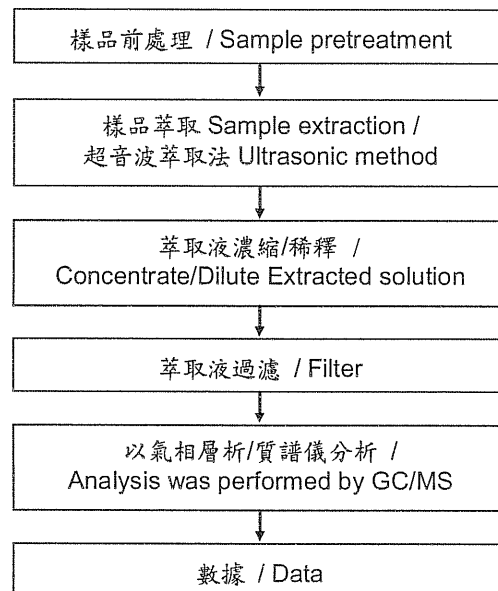 樣品前處理 / Sample pretreatment
樣品萃取 Sample extraction /
超音波萃取法 Ultrasonic method
萃取液濃縮/稀釋 /
Concentrate/Dilute Extracted solution
萃取液過濾 / Filter
以氣相層析/質譜儀分析 /
Analysis was performed by GC/MS
數據 / Data